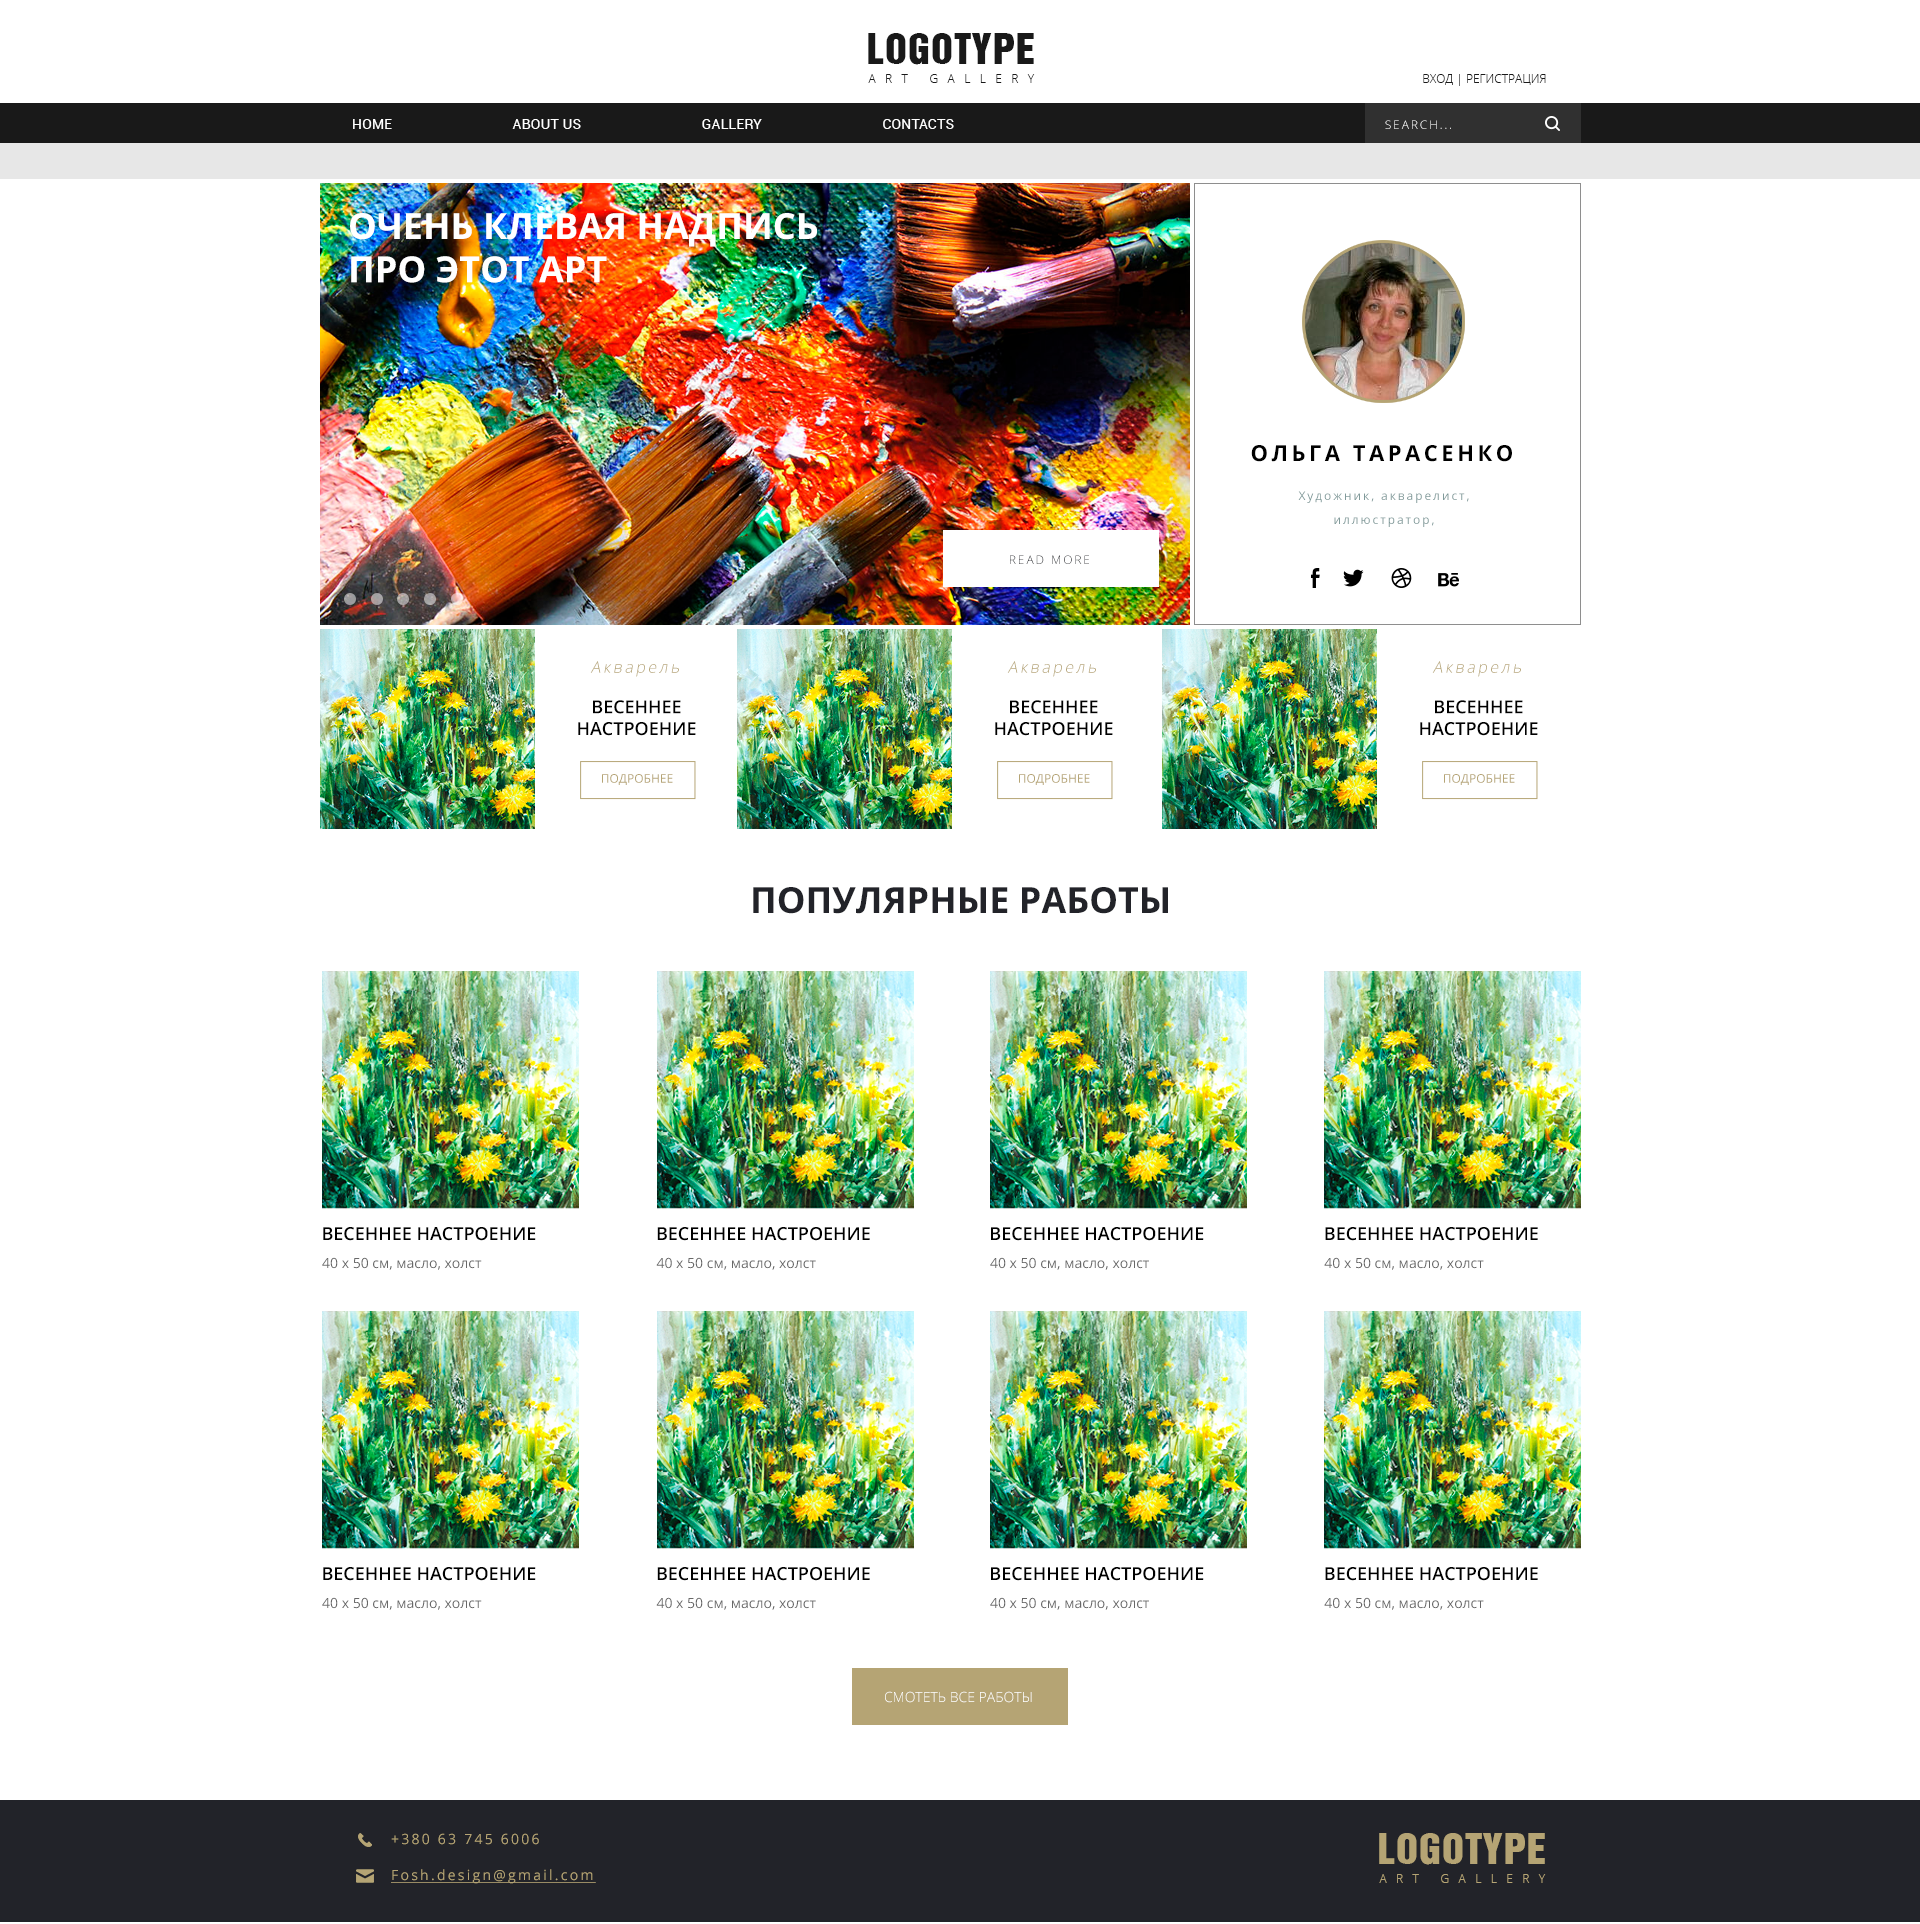 LOGOTYPE
ART GALLERY
ВХОД | РЕГИСТРАЦИЯ
HOME ABOUT US GALLERY CONTACTS SEARCH...
ОЧЕНЬ КЛЕВАЯ НАДПИСЬ
ПРО ЭТОТ АРТ
READ MORE
ОЛЬГА ТАРАСЕНКО
Художник, акварелист,
иллюстратор,
Bē
Акварель
ВЕСЕННЕЕ
НАСТРОЕНИЕ
ПОДРОБНЕЕ
Акварель
ВЕСЕННЕЕ
НАСТРОЕНИЕ
ПОДРОБНЕЕ
Акварель
ВЕСЕННЕЕ
НАСТРОЕНИЕ
ПОДРОБНЕЕ
ПОПУЛЯРНЫЕ РАБОТЫ
ВЕСЕННЕЕ НАСТРОЕНИЕ
40 х 50 см, масло, холст
ВЕСЕННЕЕ НАСТРОЕНИЕ
40 х 50 см, масло, холст
ВЕСЕННЕЕ НАСТРОЕНИЕ
40 х 50 см, масло, холст
ВЕСЕННЕЕ НАСТРОЕНИЕ
40 х 50 см, масло, холст
ВЕСЕННЕЕ НАСТРОЕНИЕ
40 х 50 см, масло, холст
ВЕСЕННЕЕ НАСТРОЕНИЕ
40 х 50 см, масло, холст
ВЕСЕННЕЕ НАСТРОЕНИЕ
40 х 50 см, масло, холст
ВЕСЕННЕЕ НАСТРОЕНИЕ
40 х 50 см, масло, холст
СМОТЕТЬ ВСЕ РАБОТЫ
+380 63 745 6006
Fosh.design@gmail.com
LOGOTYPE
ART GALLERY